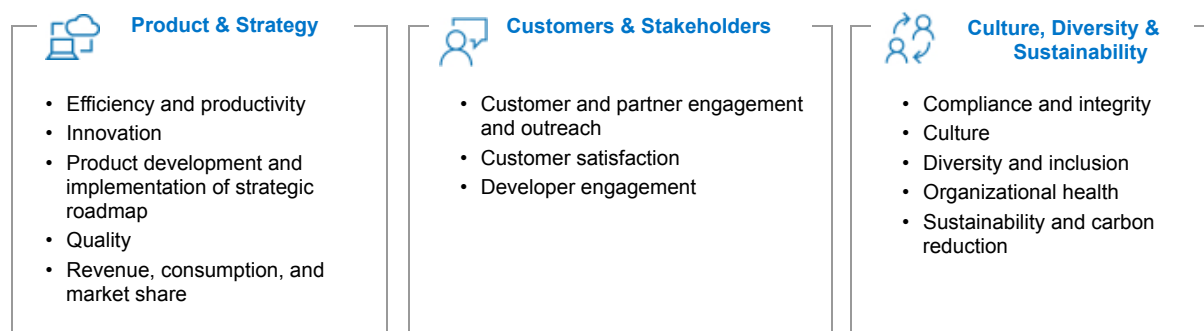 Product & Strategy
• Efficiency and productivity
• Innovation
• Product development and
implementation of strategic
roadmap
• Quality
• Revenue, consumption, and
market share
Customers & Stakeholders
• Customer and partner engagement
and outreach
• Customer satisfaction
• Developer engagement
Culture, Diversity &
Sustainability
• Compliance and integrity
• Culture
• Diversity and inclusion
• Organizational health
• Sustainability and carbon
reduction